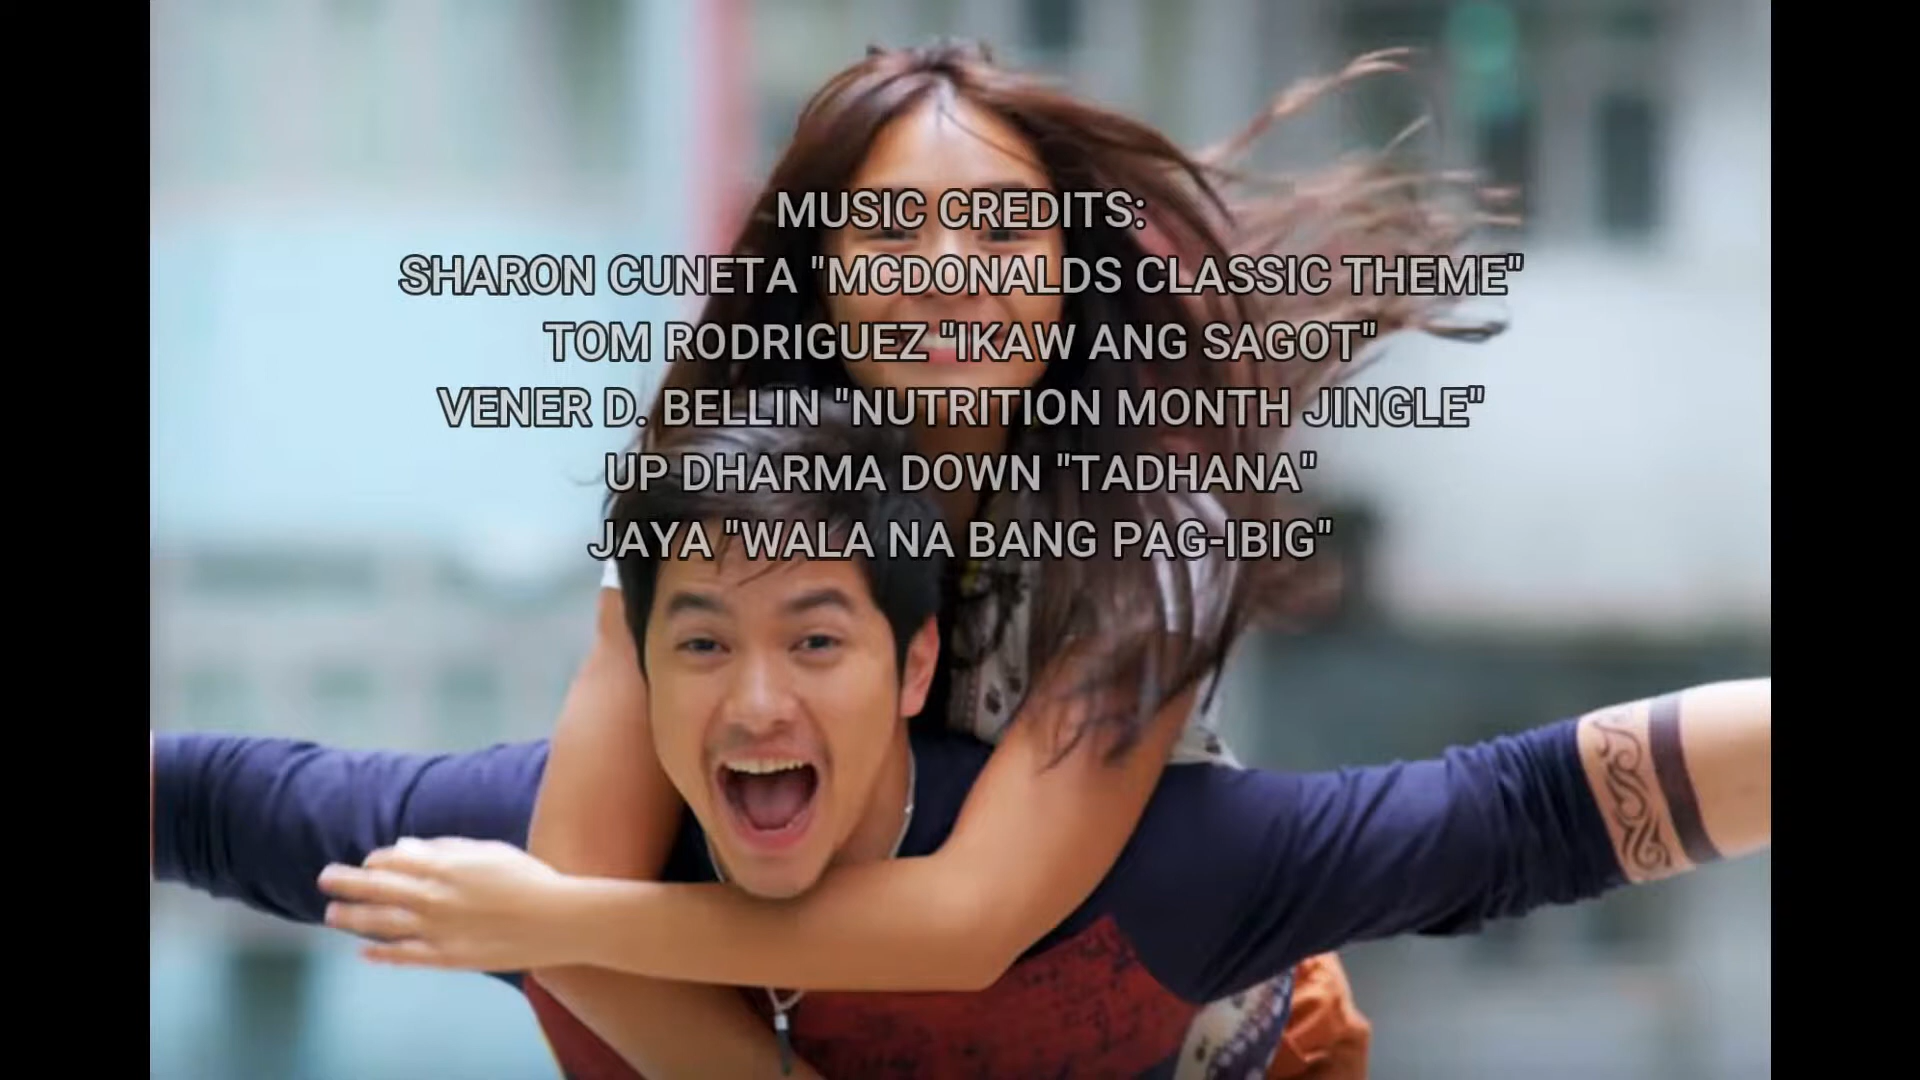 MUSIC CREDITS:
SHARON CUNETA "MCDONALDS CLASSIC THEME"
TOM RODRIGUEZ "IKAW ANG SAGOT"
VENER D. BELLIN "NUTRITION MONTH JINGLE"
UP DHARMA DOWN "TADHANA"
JAYA "WALA NA BANG PAG-IBIG"